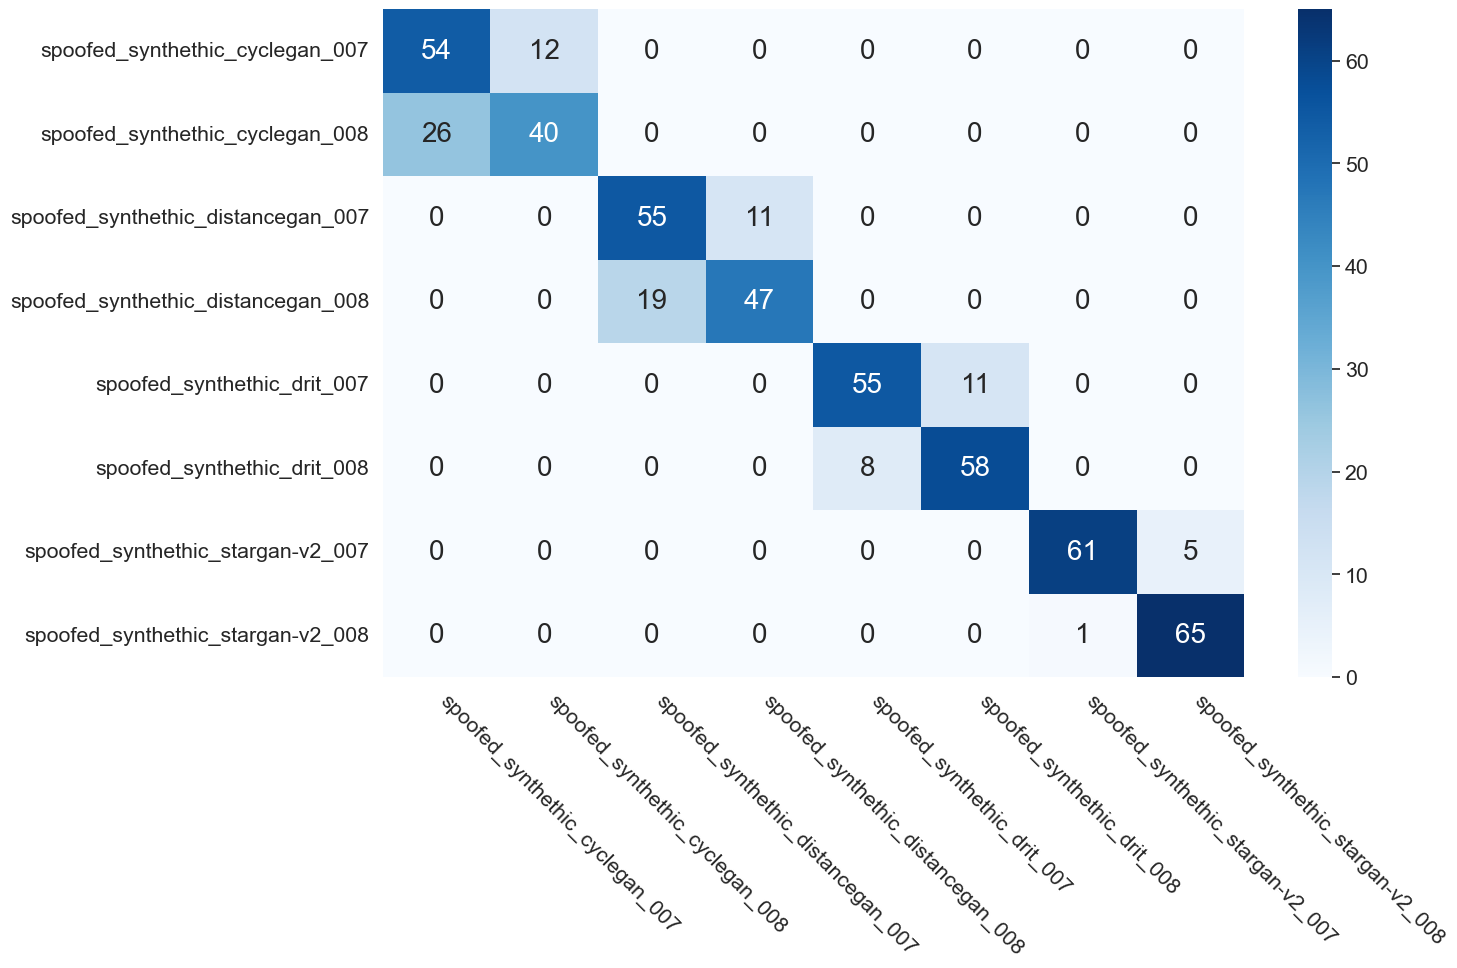 spoofed_synthethic_cyclegan_007 54 12 0 0 0 0 0 0
spoofed_synthethic_cyclegan_008 26 40 0 0 0 0 0 0
spoofed_synthethic_distancegan_007 0 0 55 11 0 0 0 0
spoofed_synthethic_distancegan_008 0 0 19 47 0 0 0 0
spoofed_synthethic_drit_007 0 0 0 0 55 11 0 0
spoofed_synthethic_drit_008 0 0 0 0 8 58 0 0
spoofed_synthethic_stargan-v2_007 0 0 0 0 0 0 61 5
spoofed_synthethic_stargan-v2_008 0 0 0 0 0 0 1 65
spoofed_synthethic_cyclegan_007
spoofed_synthethic_cyclegan_008
spoofed_synthethic_distancegan_007
spoofed_synthethic_distancegan_008
spoofed_synthethic_drit_007
spoofed_synthethic_drit_008
spoofed_synthethic_stargan-v2_007
spoofed_synthethic_stargan-v2_008
60
50
40
30
20
10
0